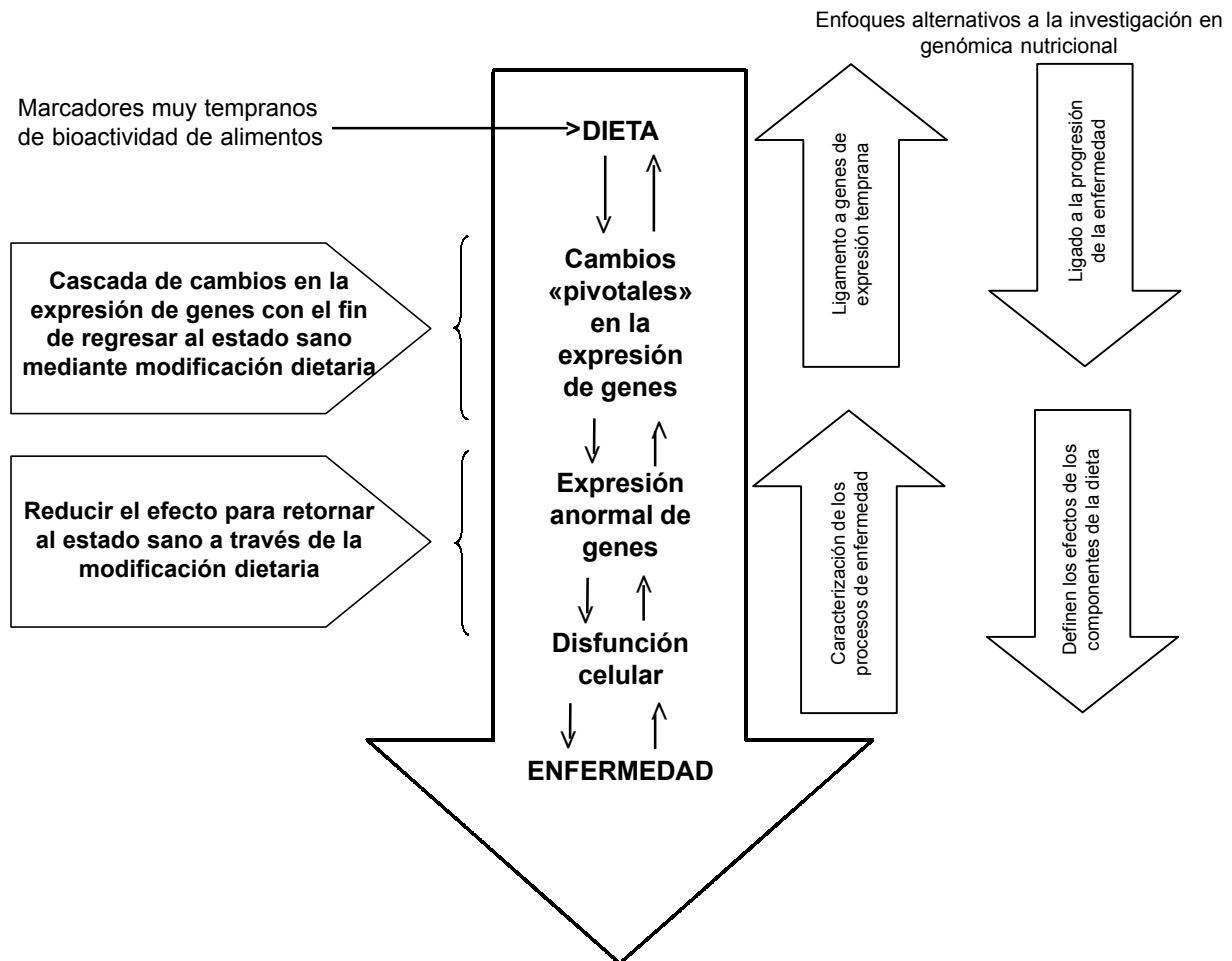 Enfoques alternativos a la investigación en
genómica nutricional
Marcadores muy tempranos
de bioactividad de alimentos
DIETA
Cambios
«pivotales»
en la
expresión
de genes
Expresión
anormal de
genes
Disfunción
celular
ENFERMEDAD
Cascada de cambios en la
expresión de genes con el fin
de regresar al estado sano
mediante modificación dietaria
Reducir el efecto para retornar
al estado sano a través de la
modificación dietaria
Ligamento a genes de
expresión temprana
Ligado a la progresión
de la enfermedad
Caracterización de los
procesos de enfermedad
Definen los efectos de los
componentes de la dieta